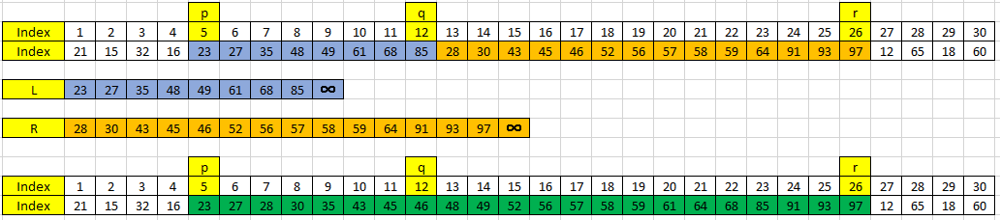 p q r
Index 1 2 3 4 5 6 7 8 9 10 11 12 13 14 15 16 17 18 19 20 21 22 23 24 25 26 27 28 29 30
Index 21 15 32 16 23 27 35 48 49 61 68 85 28 30 43 45 46 52 56 57 58 59 64 91 93 97 12 65 18 60
L 23 27 35 48 49 61 68 85 ∞
R 28 30 43 45 46 52 56 57 58 59 64 91 93 97 ∞
p q r
Index 1 2 3 4 5 6 7 8 9 10 11 12 13 14 15 16 17 18 19 20 21 22 23 24 25 26 27 28 29 30
Index 21 15 32 16 23 27 28 30 35 43 45 46 48 49 52 56 57 58 59 61 64 68 85 91 93 97 12 65 18 60